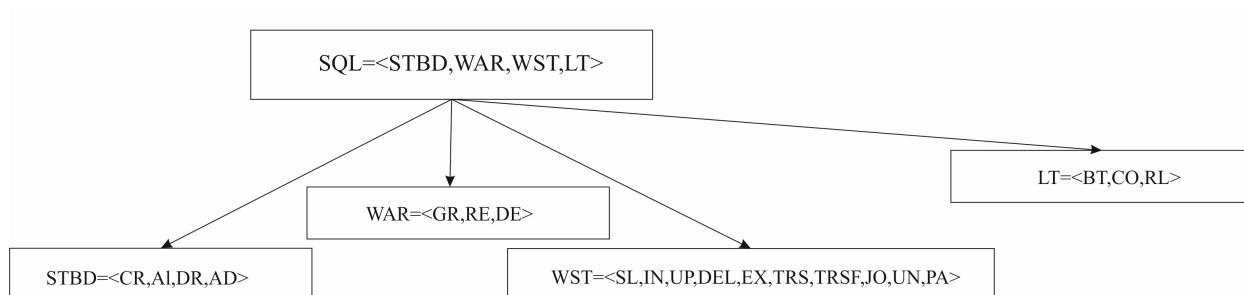 SQL=<STBD,WAR,WST,LT>
LT=<BT,CO,RL>
WAR=<GR,RE,DE>
STBD=<CR,Al,DR,AD>
WST=<SL,IN,UP,DEL,EX,TRS,TRSF,JO,UN,PA>